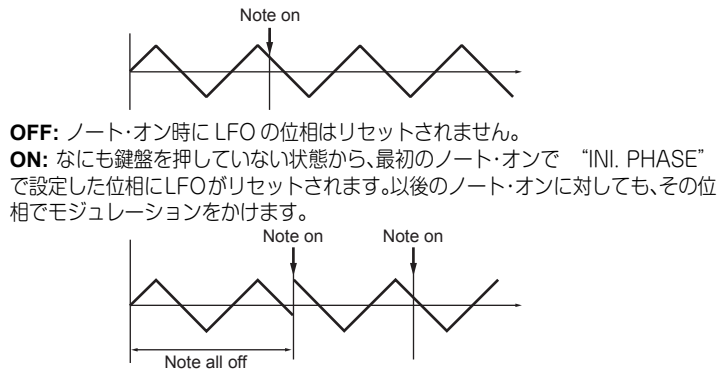 Note on
OFF: ノート・オン時に LFO の位相はリセットされません。
ON: なにも鍵盤を押していない状態から、最初のノート・オンで “INI. PHASE”
で設定した位相にLFOがリセットされます。以後のノート・オンに対しても、その位
相でモジュレーションをかけます。
Note on Note on
Note all off